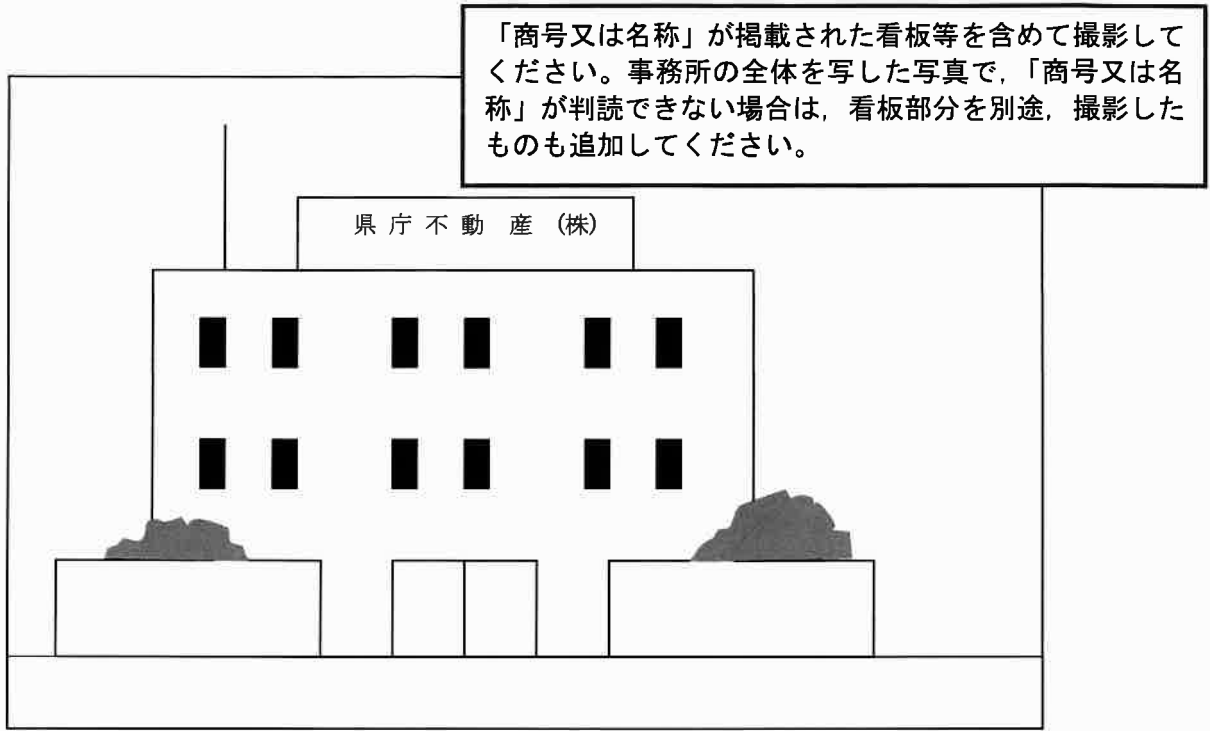 「商号又は名称」が掲載された看板等を含めて撮影して
ください。事務所の全体を写した写真で，「商号又は名
称」が判読できない場合は，看板部分を別途，撮影した
ものも追加してください。
県庁不動産(株)